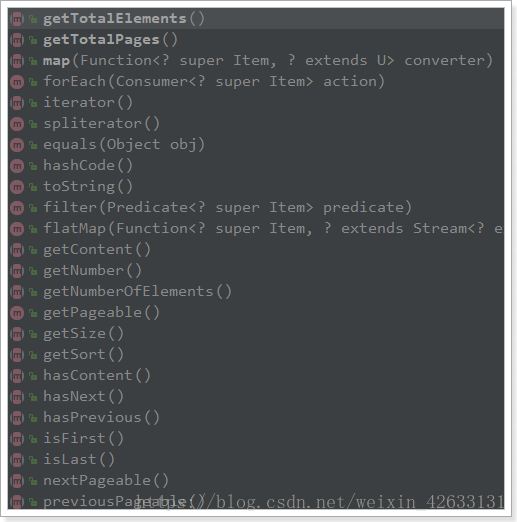 getTotalElements()
getTotalPages()
map(Function<? super Item, ? extends U> converter)
forEach(Consumer<? super Item> action)
iterator()
spliterator()
equals(Object obj)
hashCode()
toString()
filter(Predicate<? super Item> predicate)
flatMap(Function<? super Item, ? extends Stream<? e
getContent()
getNumber()
getNumberOfElements()
getPageable()
getSize()
getSort()
hasContent()
hasNext()
hasPrevious()
isFirst()
isLast()
nextPageable()
previousPageable()
https://blog.csdn.net/weixin_42633131